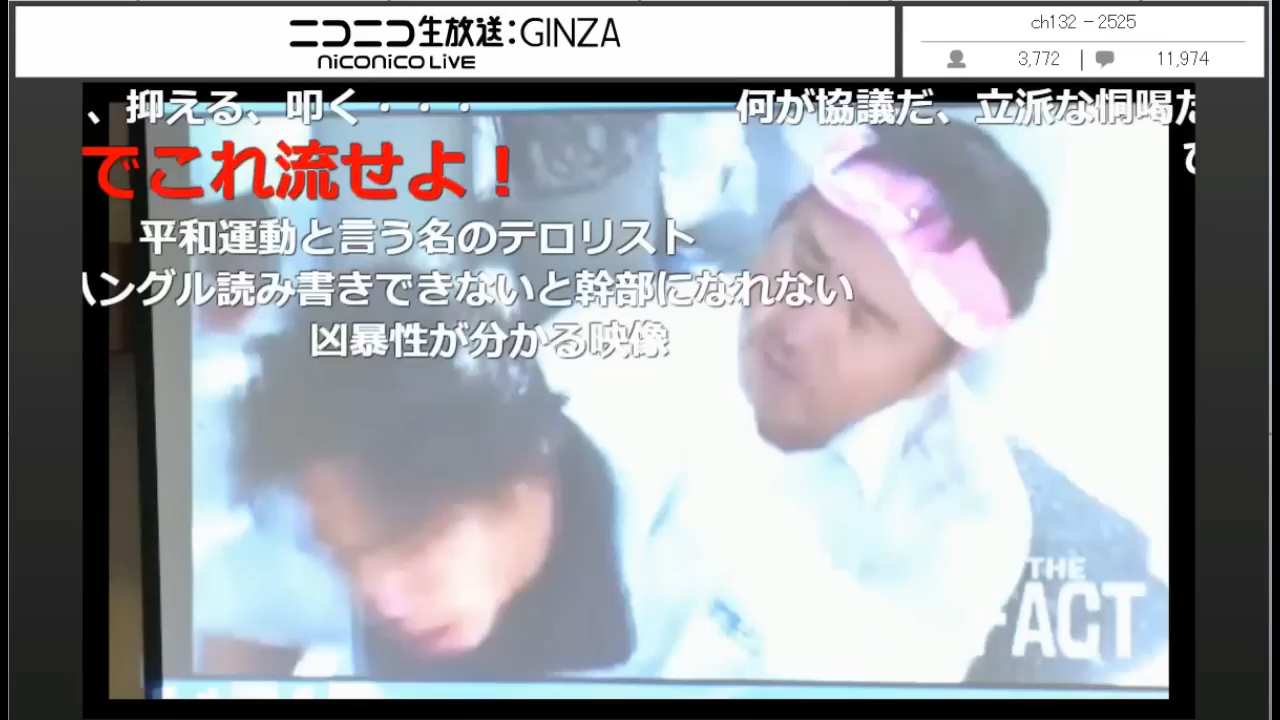 ニコニコ生放送:GINZA
niconico LIVE
ch132 - 2525
3,772 | 11,974
、抑える、叩く・・・
何が協議だ、立派な恫喝だ
でこれ流せよ！
平和運動と言う名のテロリスト
ハングル読み書きできないと幹部になれない
凶暴性が分かる映像
THE
FACT